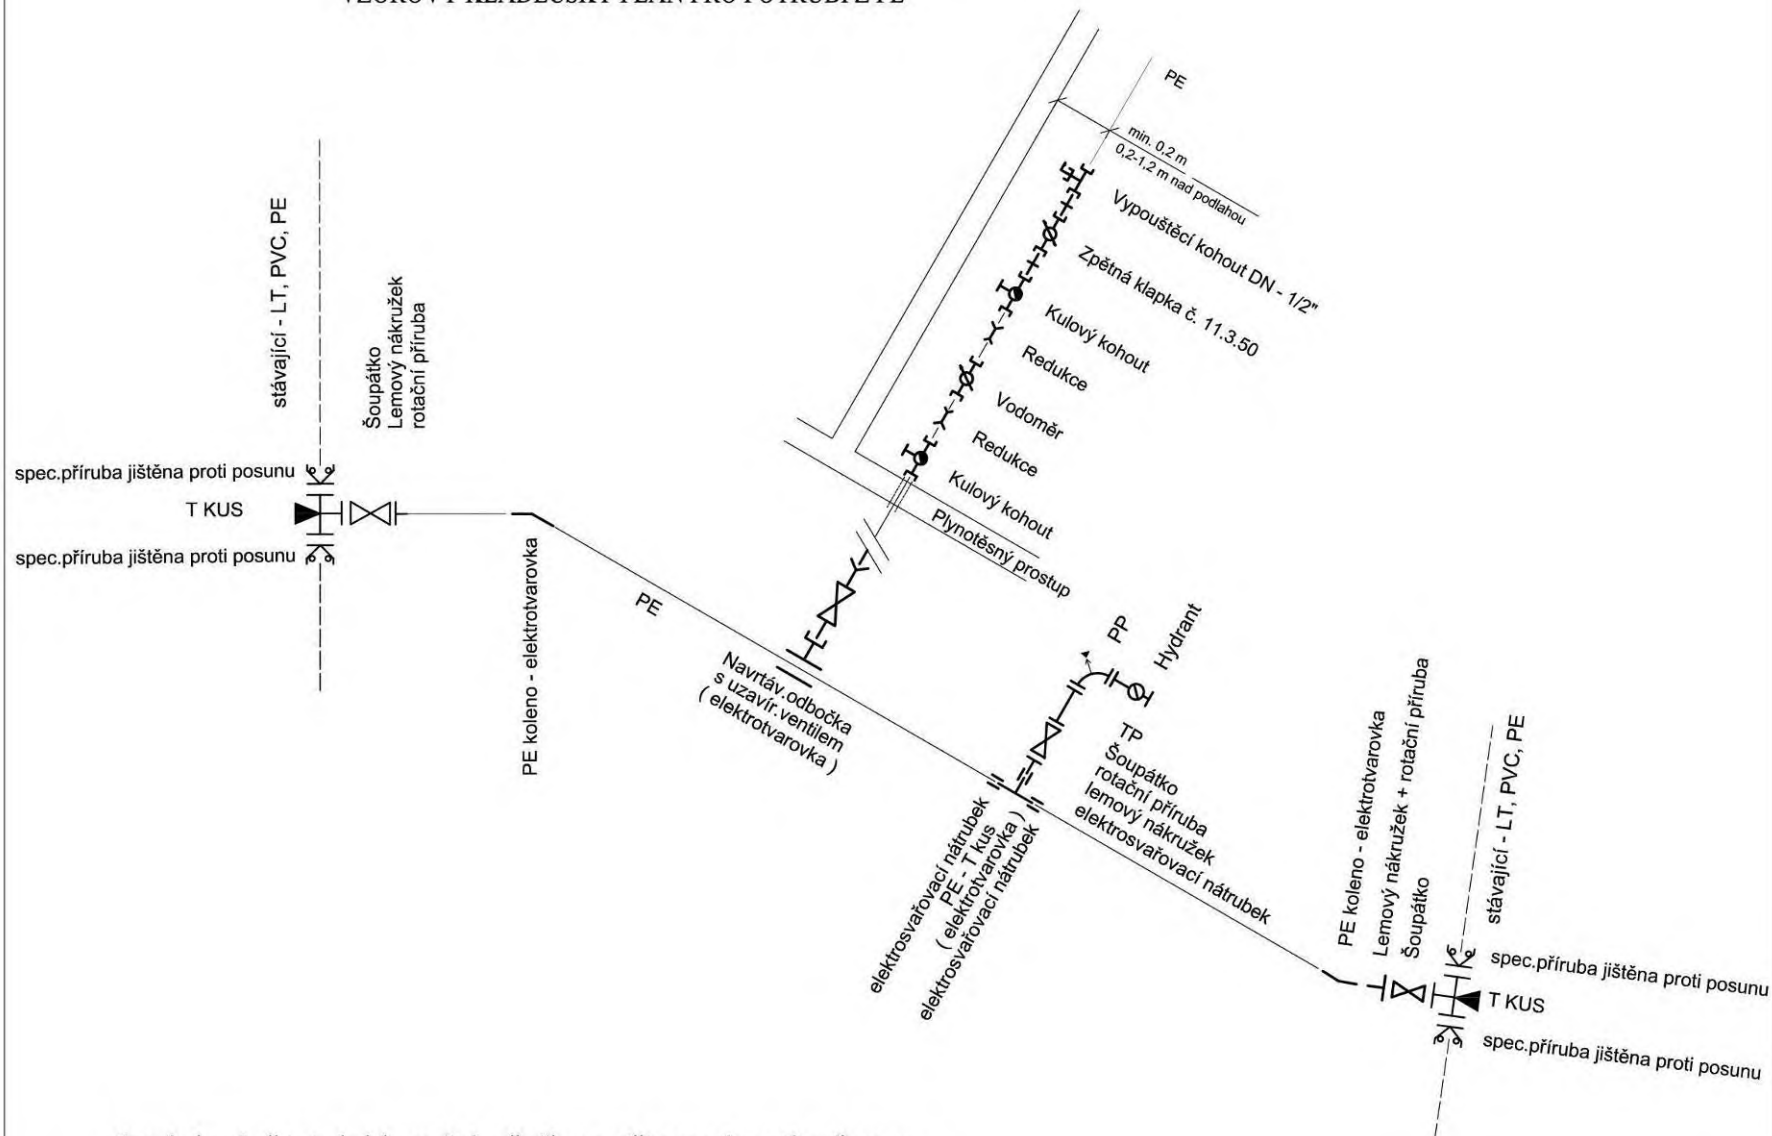 PE
min. 0,2 m
0,2-1,2 m nad podlahou
Vypouštěcí kohout DN - 1/2"
Zpětná klapka č. 11.3.50
Kulový kohout
Redukce
Vodoměr
Redukce
Kulový kohout
Plynotěsný prostup
stávající - LT, PVC, PE
Šoupátko
Lemový nákružek
rotační příruba
spec.příruba jištěna proti posunu
T KUS
spec.příruba jištěna proti posunu
PE koleno - elektrotvarovka
PE
Navrtáv.odbočka
s uzavír.ventilem
( elektrotvarovka )
PP
Hydrant
TP
Šoupátko
rotační příruba
lemový nákružek
elektrosvařovací nátrubek
elektrosvařovací nátrubek
PE - T kus
( elektrotvarovka )
elektrosvařovací nátrubek
PE koleno - elektrotvarovka
Lemový nákružek + rotační příruba
Šoupátko
stávající - LT, PVC, PE
spec.příruba jištěna proti posunu
T KUS
spec.příruba jištěna proti posunu